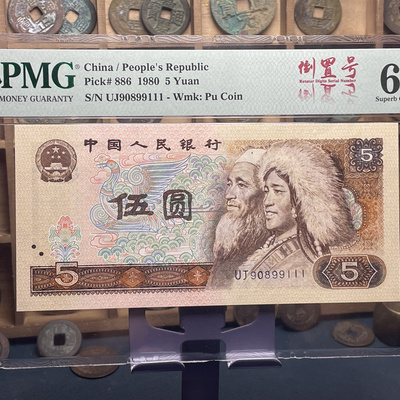 PMG®
MONEY GUARANTY
China / People's Republic
Pick# 886 1980 5 Yuan
S/N UJ90899111 - Wmk: Pu Coin
倒置号
6
Superb
中国人民银行
5
伍圆
5
UJ90899111
5